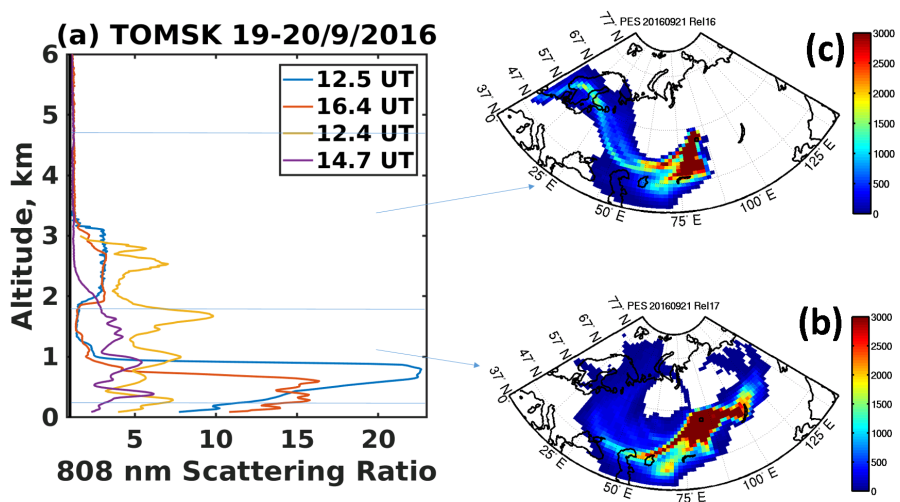 (a) TOMSK 19-20/9/2016
6
5
4
3
2
1
0
Altitude, km
12.5 UT
16.4 UT
12.4 UT
14.7 UT
5
10
15
20
808 nm Scattering Ratio
PES 20160921 Rel16
(c)
77° N
67° N
57° N
47° N
37° N
0°
25° E
50° E
75° E
100° E
125° E
3000
2500
2000
1500
1000
500
0
PES 20160921 Rel17
(b)
77° N
67° N
57° N
47° N
37° N
0°
25° E
50° E
75° E
100° E
125° E
3000
2500
2000
1500
1000
500
0